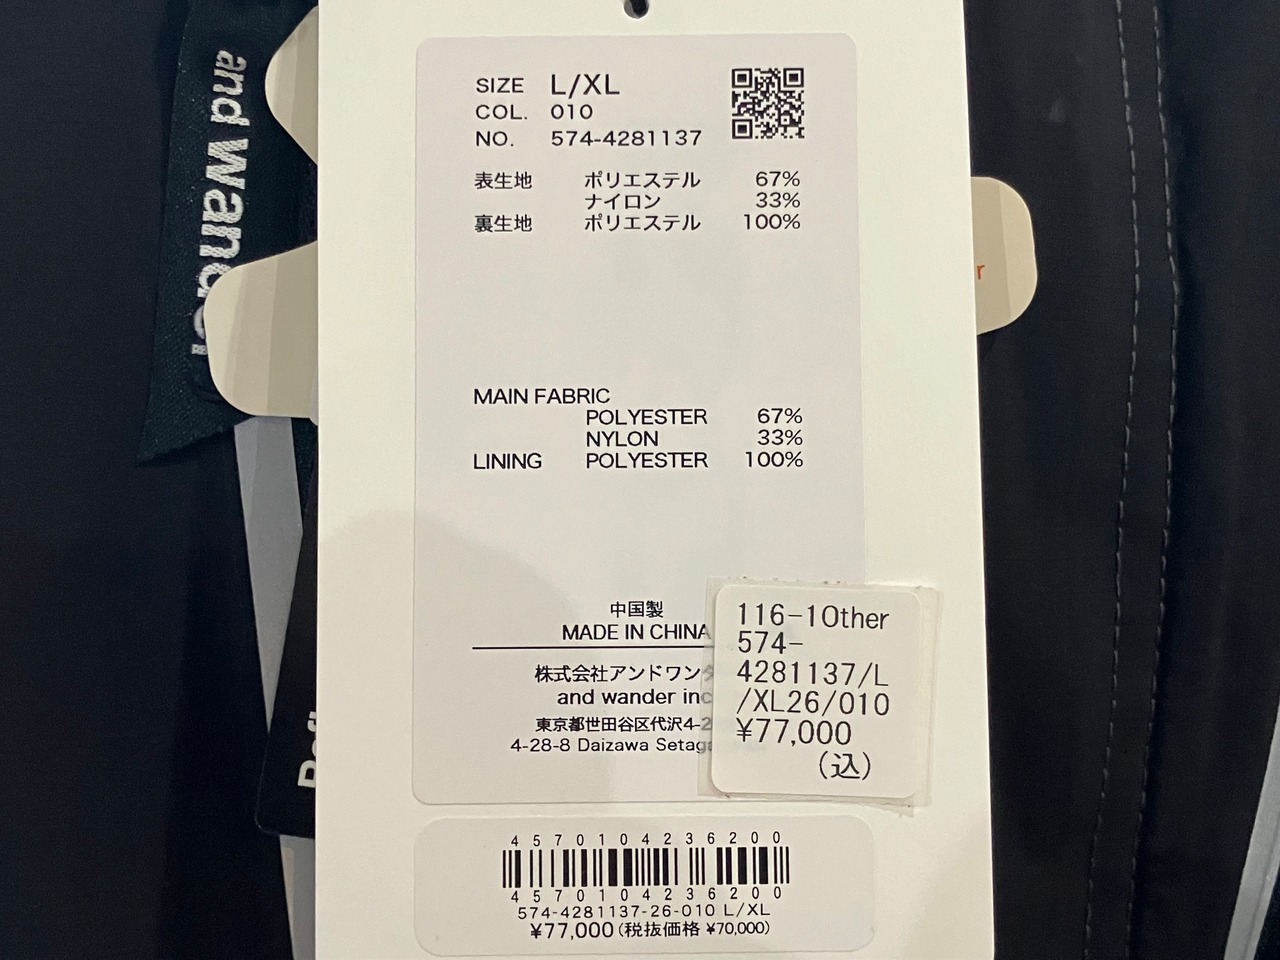 and wander
SIZE L/XL
COL. 010
NO. 574-4281137
表生地 ポリエステル 67%
ナイロン 33%
裏生地 ポリエステル 100%
MAIN FABRIC
POLYESTER 67%
NYLON 33%
LINING POLYESTER 100%
中国製
MADE IN CHINA
株式会社アンドワン
and wander inc
東京都世田谷区代沢4-2
4-28-8 Daizawa Setag
116-1Other
574-
4281137/L
/XL26/010
¥77,000
(込)
4570104236200
4570104236200
574-4281137-26-010 L/XL
¥77,000(税抜価格 ¥70,000)
r